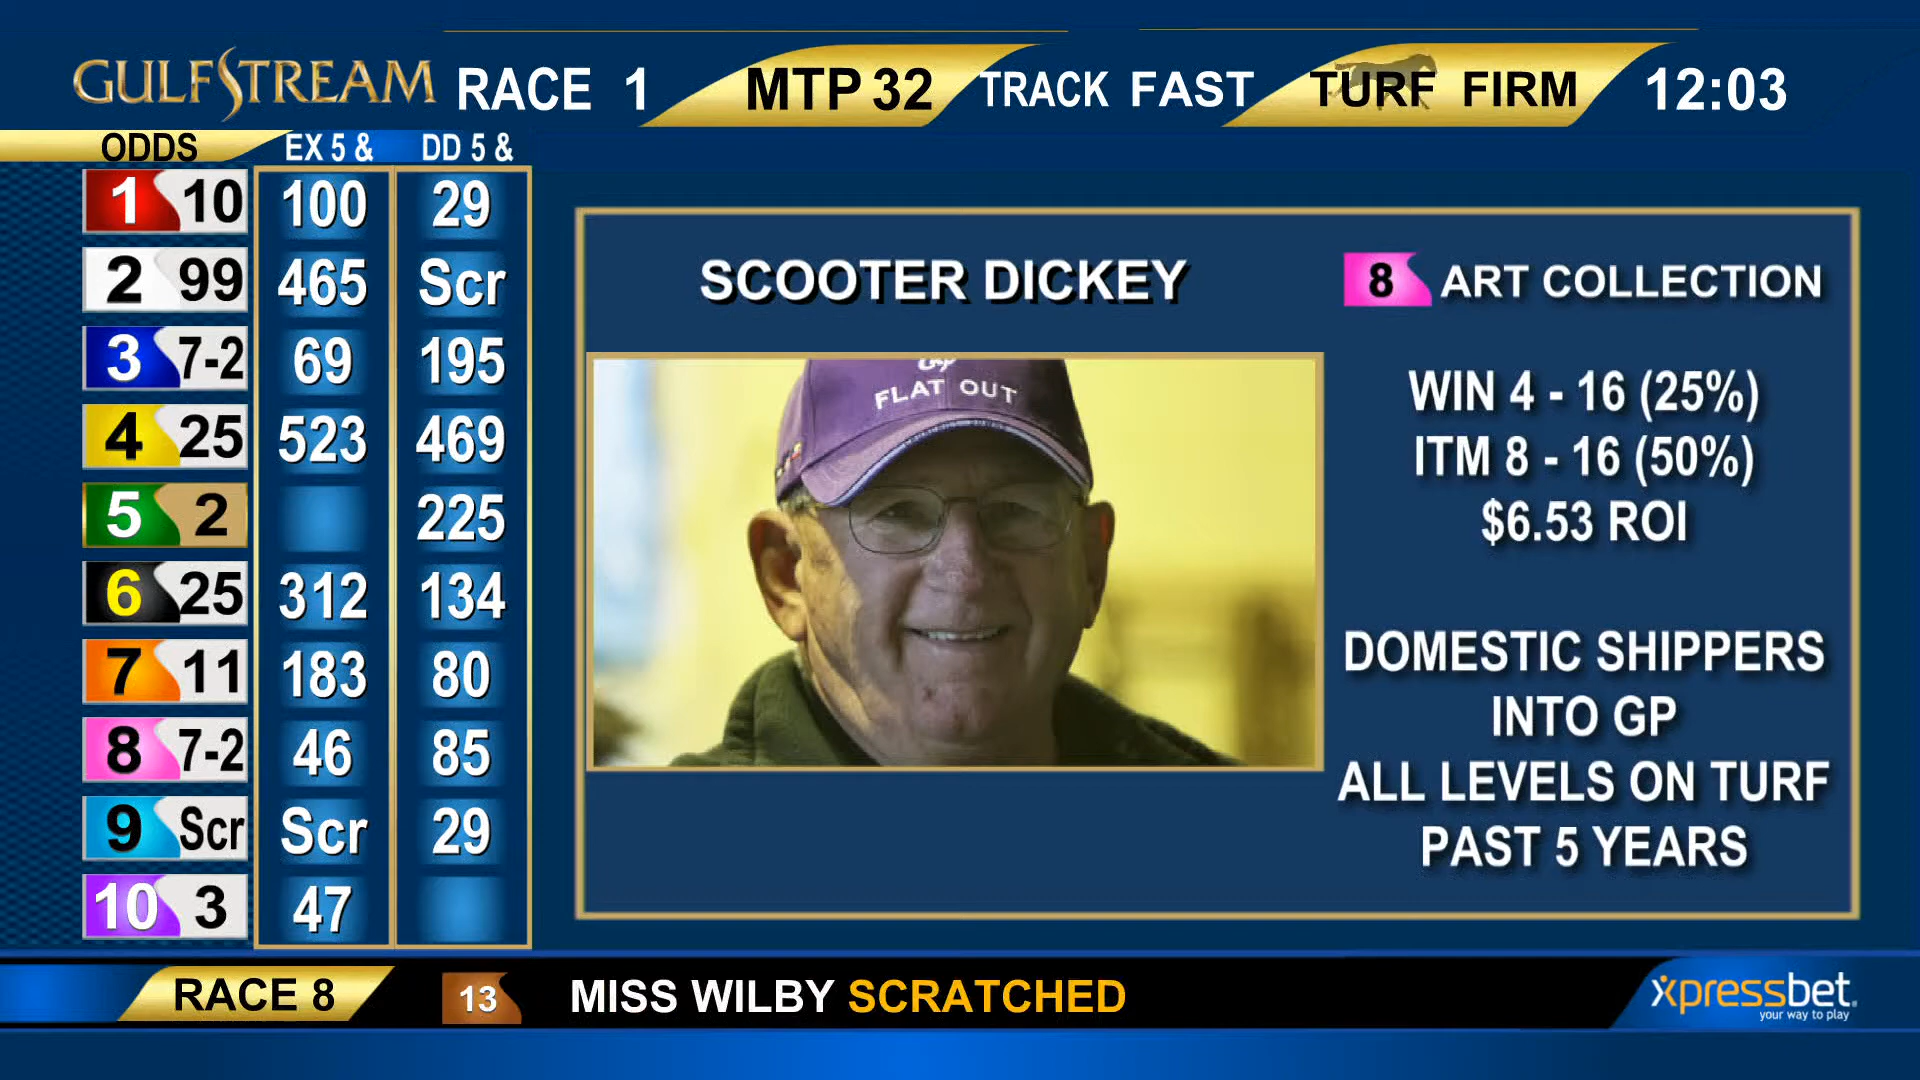 GULFSTREAM RACE 1 MTP 32 TRACK FAST TURF FIRM 12:03
ODDS EX 5 & DD 5 &
1 10 100 29
2 99 465 Scr
3 7-2 69 195
4 25 523 469
5 2 225
6 25 312 134
7 11 183 80
8 7-2 46 85
9 Scr Scr 29
10 3 47
SCOOTER DICKEY
FLAT OUT
8 ART COLLECTION
WIN 4 - 16 (25%)
ITM 8 - 16 (50%)
$6.53 ROI
DOMESTIC SHIPPERS
INTO GP
ALL LEVELS ON TURF
PAST 5 YEARS
RACE 8 13 MISS WILBY SCRATCHED
xpressbet.
your way to play